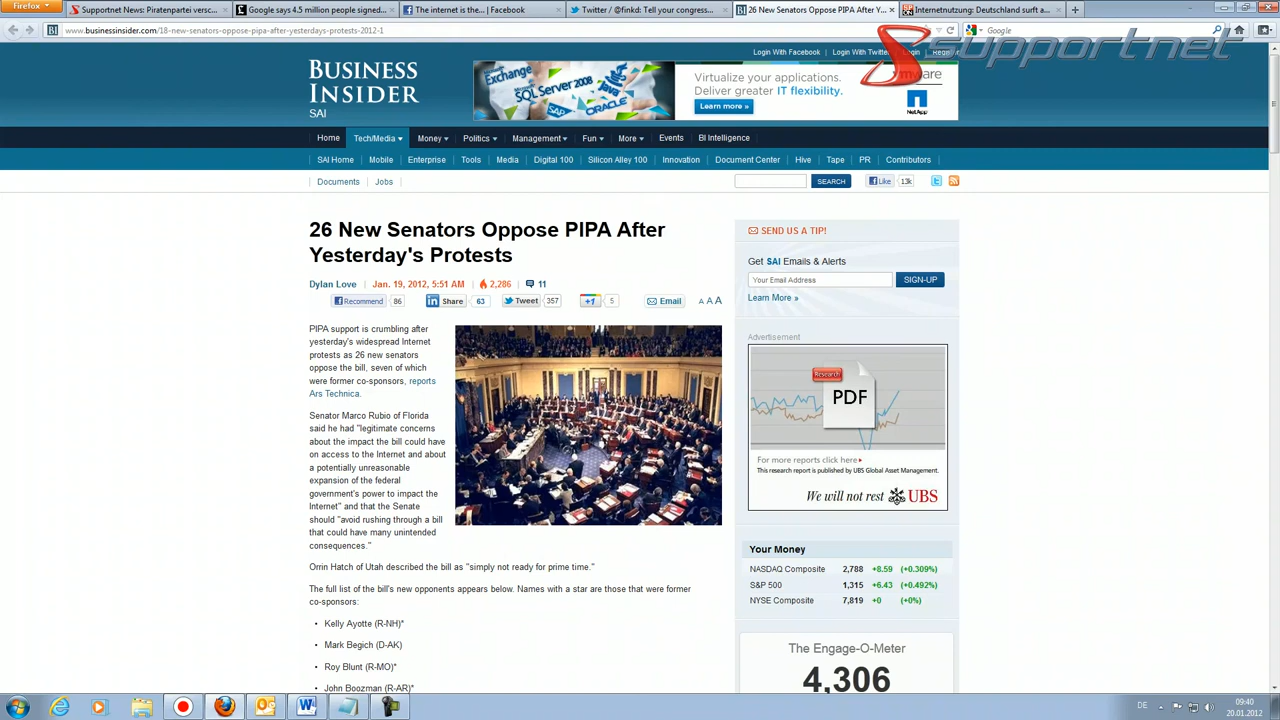 Firefox
Supportnet News: Piratenpartei versc...
Google says 4.5 million people signed...
The internet is the... | Facebook
Twitter / @finkd: Tell your congress...
26 New Senators Oppose PIPA After Y...
Internetnutzung: Deutschland surft a...
www.businessinsider.com/18-new-senators-oppose-pipa-after-yesterdays-protests-2012-1
Google
supportnet
Login With Facebook
Login With Twitter
Login
BUSINESS
INSIDER
SAI
Exchange
SQL Server 2008
Java
SAP
ORACLE
Virtualize your applications.
Deliver greater IT flexibility.
Learn more »
vmware
NetApp
Home Tech/Media Money Politics Management Fun More Events BI Intelligence
SAI Home Mobile Enterprise Tools Media Digital 100 Silicon Alley 100 Innovation Document Center Hive Tape PR Contributors
Documents Jobs
SEARCH
Like 13k
26 New Senators Oppose PIPA After
Yesterday's Protests
Dylan Love Jan. 19, 2012, 5:51 AM 2,286 11
Recommend 86
Share 63
Tweet 357
+1 5
Email
A A A
PIPA support is crumbling after
yesterday's widespread Internet
protests as 26 new senators
oppose the bill, seven of which
were former co-sponsors, reports
Ars Technica.
Senator Marco Rubio of Florida
said he had "legitimate concerns
about the impact the bill could have
on access to the Internet and about
a potentially unreasonable
expansion of the federal
government's power to impact the
Internet" and that the Senate
should "avoid rushing through a bill
that could have many unintended
consequences."
Orrin Hatch of Utah described the bill as "simply not ready for prime time."
The full list of the bill's new opponents appears below. Names with a star are those that were former
co-sponsors:
• Kelly Ayotte (R-NH)*
• Mark Begich (D-AK)
• Roy Blunt (R-MO)*
• John Boozman (R-AR)*
SEND US A TIP!
Get SAI Emails & Alerts
Your Email Address
SIGN-UP
Learn More »
Advertisement
Research
PDF
For more reports click here
This research report is published by UBS Global Asset Management.
We will not rest UBS
Your Money
NASDAQ Composite 2,788 +8.59 (+0.309%)
S&P 500 1,315 +6.43 (+0.492%)
NYSE Composite 7,819 +0 (+0%)
The Engage-O-Meter
4,306
DE
09:40
20.01.2012